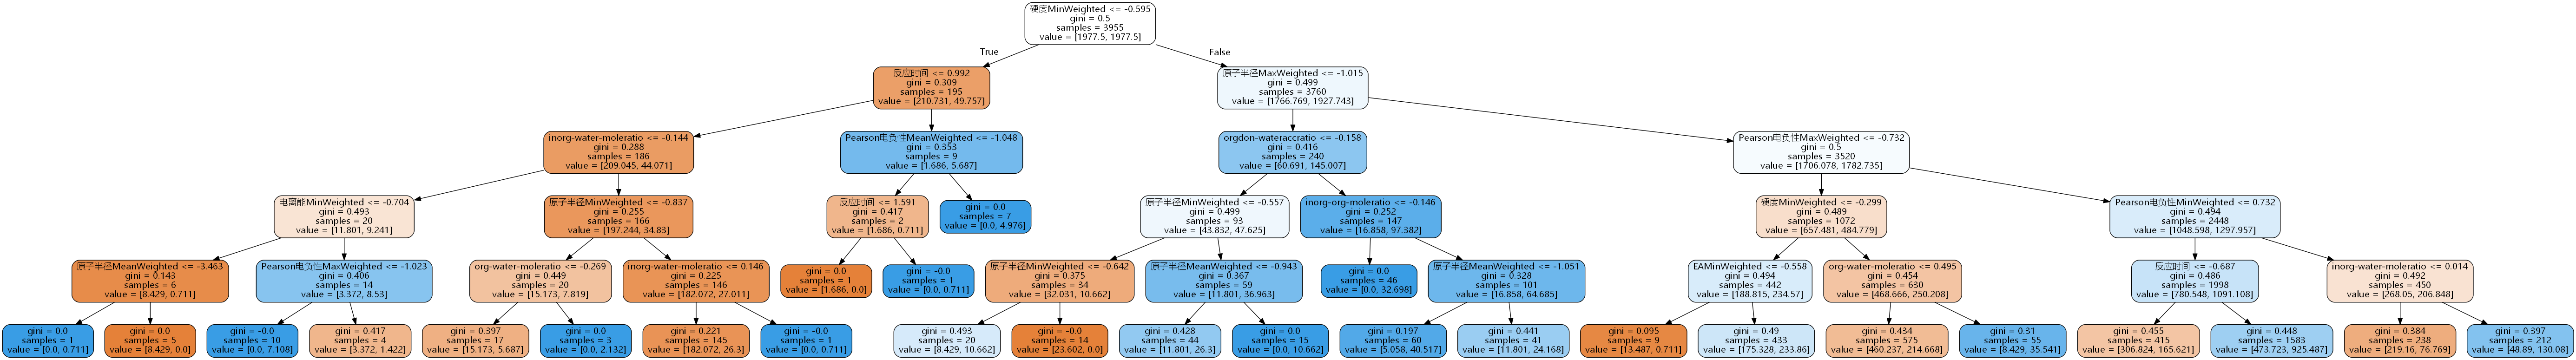 硬度MinWeighted <= -0.595
gini = 0.5
samples = 3955
value = [1977.5, 1977.5]
True
False
反应时间 <= 0.992
gini = 0.309
samples = 195
value = [210.731, 49.757]
原子半径MaxWeighted <= -1.015
gini = 0.499
samples = 3760
value = [1766.769, 1927.743]
inorg-water-moleratio <= -0.144
gini = 0.288
samples = 186
value = [209.045, 44.071]
Pearson电负性MeanWeighted <= -1.048
gini = 0.353
samples = 9
value = [1.686, 5.687]
orgdon-wateraccratio <= -0.158
gini = 0.416
samples = 240
value = [60.691, 145.007]
Pearson电负性MaxWeighted <= -0.732
gini = 0.5
samples = 3520
value = [1706.078, 1782.735]
电离能MinWeighted <= -0.704
gini = 0.493
samples = 20
value = [11.801, 9.241]
原子半径MinWeighted <= -0.837
gini = 0.255
samples = 166
value = [197.244, 34.83]
反应时间 <= 1.591
gini = 0.417
samples = 2
value = [1.686, 0.711]
gini = 0.0
samples = 7
value = [0.0, 4.976]
原子半径MinWeighted <= -0.557
gini = 0.499
samples = 93
value = [43.832, 47.625]
inorg-org-moleratio <= -0.146
gini = 0.252
samples = 147
value = [16.858, 97.382]
硬度MinWeighted <= -0.299
gini = 0.489
samples = 1072
value = [657.481, 484.779]
Pearson电负性MinWeighted <= 0.732
gini = 0.494
samples = 2448
value = [1048.598, 1297.957]
原子半径MeanWeighted <= -3.463
gini = 0.143
samples = 6
value = [8.429, 0.711]
Pearson电负性MaxWeighted <= -1.023
gini = 0.406
samples = 14
value = [3.372, 8.53]
org-water-moleratio <= -0.269
gini = 0.449
samples = 20
value = [15.173, 7.819]
inorg-water-moleratio <= 0.146
gini = 0.225
samples = 146
value = [182.072, 27.011]
gini = 0.0
samples = 1
value = [1.686, 0.0]
gini = -0.0
samples = 1
value = [0.0, 0.711]
原子半径MinWeighted <= -0.642
gini = 0.375
samples = 34
value = [32.031, 10.662]
原子半径MeanWeighted <= -0.943
gini = 0.367
samples = 59
value = [11.801, 36.963]
gini = 0.0
samples = 46
value = [0.0, 32.698]
原子半径MeanWeighted <= -1.051
gini = 0.328
samples = 101
value = [16.858, 64.685]
EAMinWeighted <= -0.558
gini = 0.494
samples = 442
value = [188.815, 234.57]
org-water-moleratio <= 0.495
gini = 0.454
samples = 630
value = [468.666, 250.208]
反应时间 <= -0.687
gini = 0.486
samples = 1998
value = [780.548, 1091.108]
inorg-water-moleratio <= 0.014
gini = 0.492
samples = 450
value = [268.05, 206.848]
gini = 0.0
samples = 1
value = [0.0, 0.711]
gini = 0.0
samples = 5
value = [8.429, 0.0]
gini = -0.0
samples = 10
value = [0.0, 7.108]
gini = 0.417
samples = 4
value = [3.372, 1.422]
gini = 0.397
samples = 17
value = [15.173, 5.687]
gini = 0.0
samples = 3
value = [0.0, 2.132]
gini = 0.221
samples = 145
value = [182.072, 26.3]
gini = -0.0
samples = 1
value = [0.0, 0.711]
gini = 0.493
samples = 20
value = [8.429, 10.662]
gini = -0.0
samples = 14
value = [23.602, 0.0]
gini = 0.428
samples = 44
value = [11.801, 26.3]
gini = 0.0
samples = 15
value = [0.0, 10.662]
gini = 0.197
samples = 60
value = [5.058, 40.517]
gini = 0.441
samples = 41
value = [11.801, 24.168]
gini = 0.095
samples = 9
value = [13.487, 0.711]
gini = 0.49
samples = 433
value = [175.328, 233.86]
gini = 0.434
samples = 575
value = [460.237, 214.668]
gini = 0.31
samples = 55
value = [8.429, 35.541]
gini = 0.455
samples = 415
value = [306.824, 165.621]
gini = 0.448
samples = 1583
value = [473.723, 925.487]
gini = 0.384
samples = 238
value = [219.16, 76.769]
gini = 0.397
samples = 212
value = [48.89, 130.08]